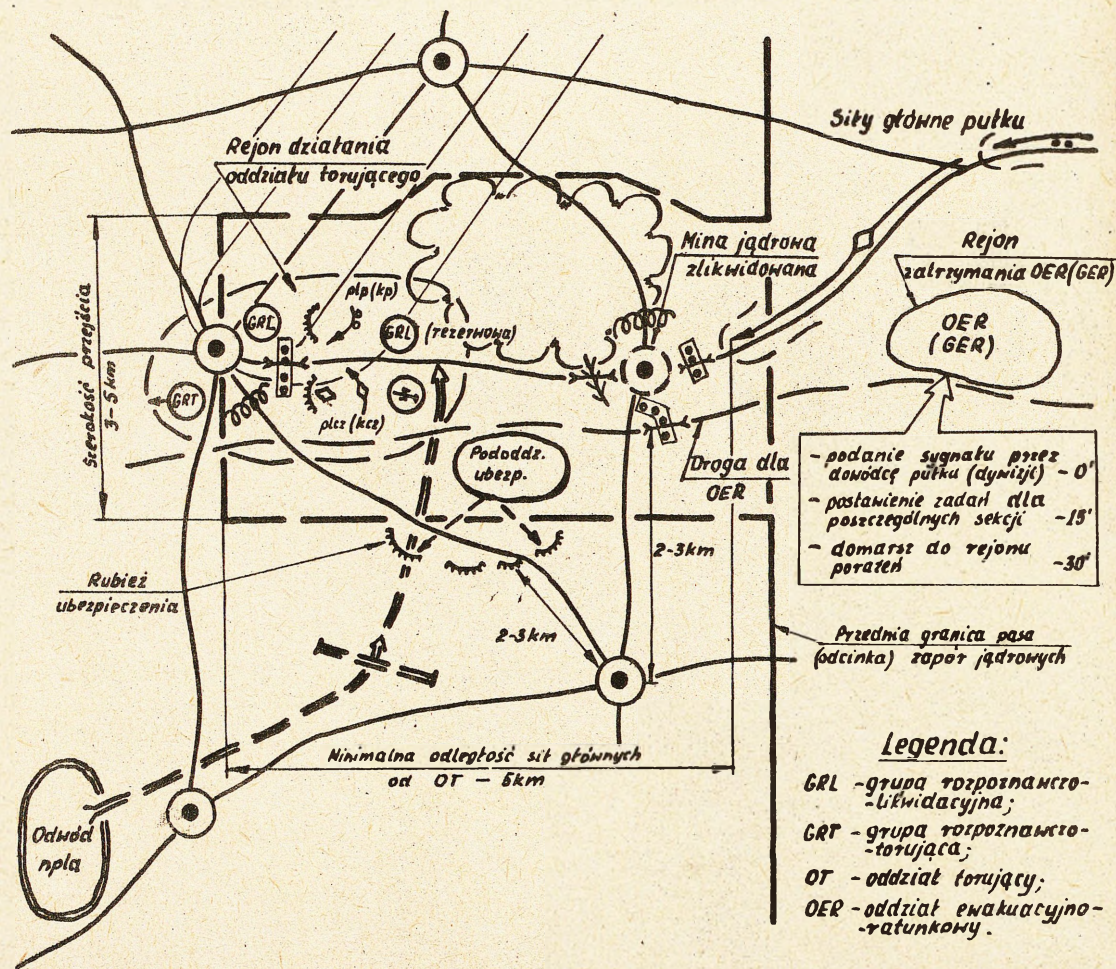 Siły główne pułku
Rejon działania
oddziału torującego
Mina jądrowa
zlikwidowana
Rejon
zatrzymania OER(GER)
OER
(GER)
Szerokość przejścia
3-5km
plp(kp)
GRL
GRL (rezerwowa)
GRT
plcz(kcz)
Pododdz.
ubezp.
Droga dla
OER
- podanie sygnału przez
dowódcę pułku (dywizji) - 0'
- postawienie zadań dla
poszczególnych sekcji -15'
- domarsz do rejonu
porażeń -30'
Rubież
ubezpieczenia
2-3km
2-3km
Przednia granica pasa
(odcinka) zapór jądrowych
Minimalna odległość sił głównych
od OT - 5km
Odwód
npla
Legenda:
GRL -grupa rozpoznawczo-
-likwidacyjna;
GRT -grupa rozpoznawczo-
-torująca;
OT -oddział torujący;
OER -oddział ewakuacyjno-
-ratunkowy.